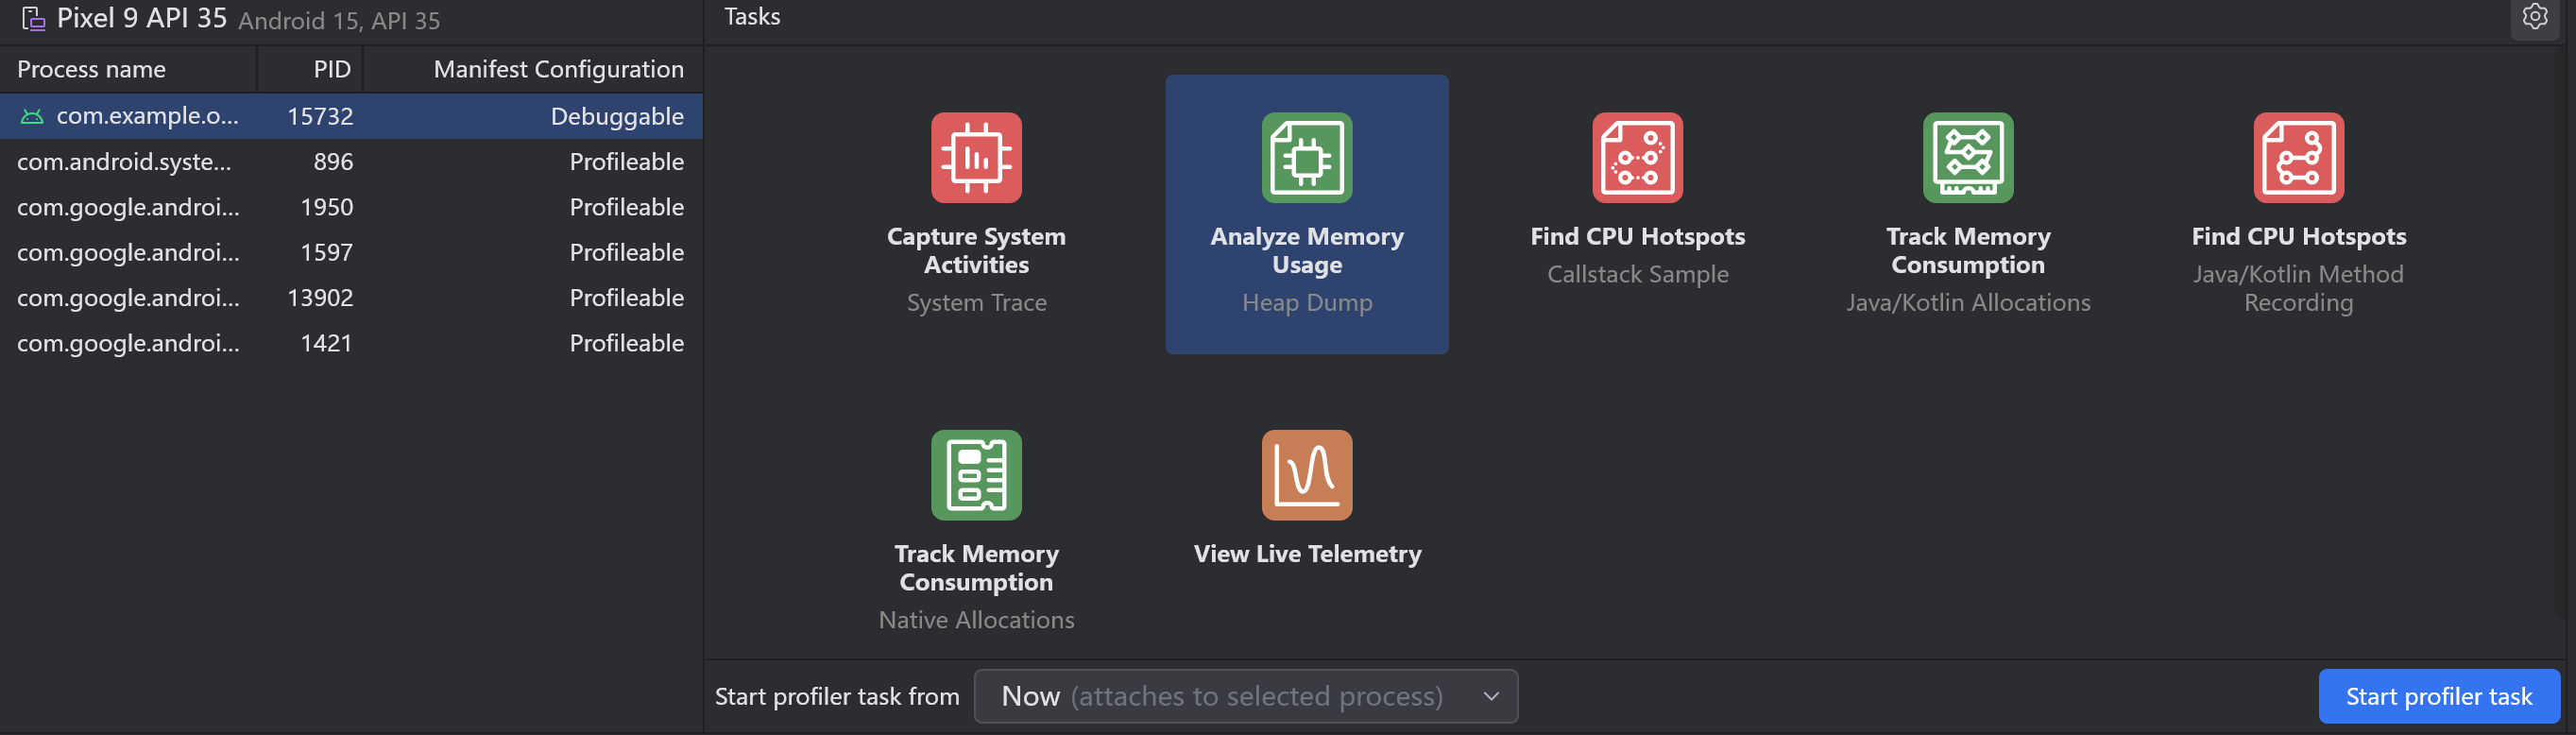 Pixel 9 API 35 Android 15, API 35
Process name PID Manifest Configuration
com.example.o... 15732 Debuggable
com.android.syste... 896 Profileable
com.google.androi... 1950 Profileable
com.google.androi... 1597 Profileable
com.google.androi... 13902 Profileable
com.google.androi... 1421 Profileable
Tasks
Capture System
Activities
System Trace
Analyze Memory
Usage
Heap Dump
Find CPU Hotspots
Callstack Sample
Track Memory
Consumption
Java/Kotlin Allocations
Find CPU Hotspots
Java/Kotlin Method
Recording
Track Memory
Consumption
Native Allocations
View Live Telemetry
Start profiler task from Now (attaches to selected process) Start profiler task